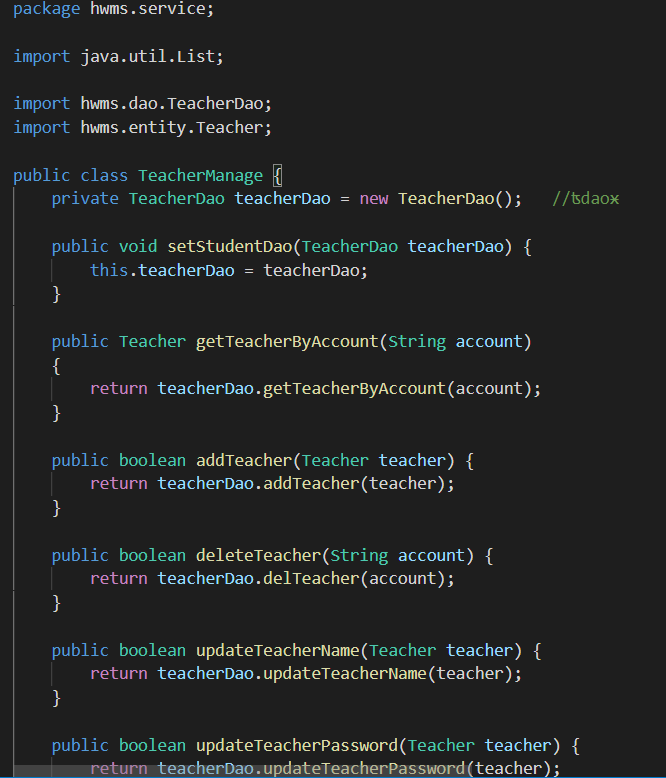 package hwms.service;
import java.util.List;
import hwms.dao.TeacherDao;
import hwms.entity.Teacher;
public class TeacherManage {
private TeacherDao teacherDao = new TeacherDao(); //
public void setStudentDao(TeacherDao teacherDao) {
this.teacherDao = teacherDao;
}
public Teacher getTeacherByAccount(String account)
{
return teacherDao.getTeacherByAccount(account);
}
public boolean addTeacher(Teacher teacher) {
return teacherDao.addTeacher(teacher);
}
public boolean deleteTeacher(String account) {
return teacherDao.delTeacher(account);
}
public boolean updateTeacherName(Teacher teacher) {
return teacherDao.updateTeacherName(teacher);
}
public boolean updateTeacherPassword(Teacher teacher) {
return teacherDao.updateTeacherPassword(teacher);